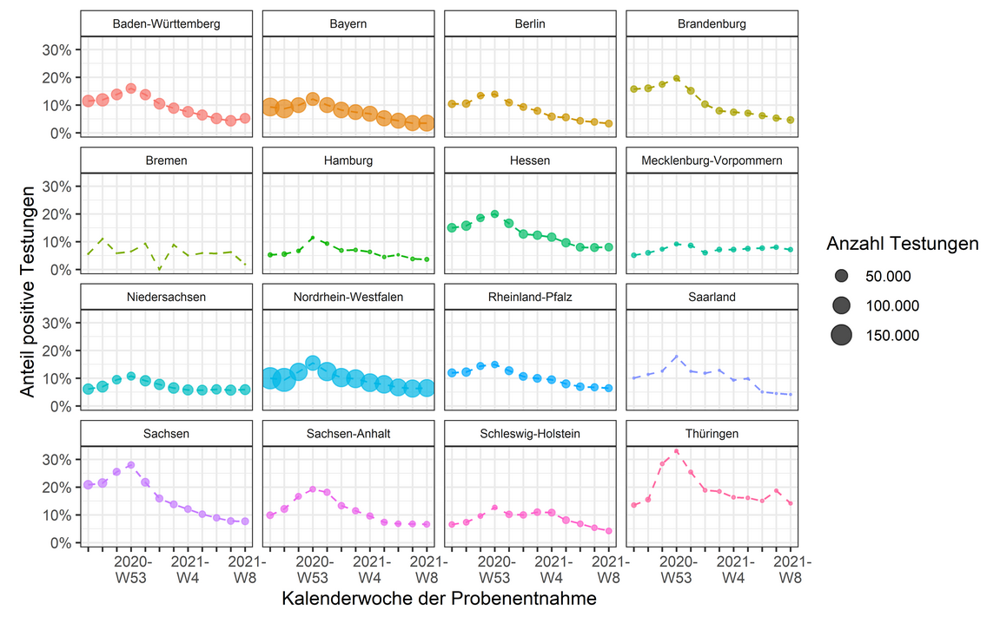 Baden-Württemberg
Bayern
Berlin
Brandenburg
30%
20%
10%
0%
Bremen
Hamburg
Hessen
Mecklenburg-Vorpommern
30%
20%
10%
0%
Niedersachsen
Nordrhein-Westfalen
Rheinland-Pfalz
Saarland
30%
20%
10%
0%
Sachsen
Sachsen-Anhalt
Schleswig-Holstein
Thüringen
30%
20%
10%
0%
2020-
W53
2021-
W4
2021-
W8
2020-
W53
2021-
W4
2021-
W8
2020-
W53
2021-
W4
2021-
W8
2020-
W53
2021-
W4
2021-
W8
Kalenderwoche der Probenentnahme
Anteil positive Testungen
Anzahl Testungen
50.000
100.000
150.000